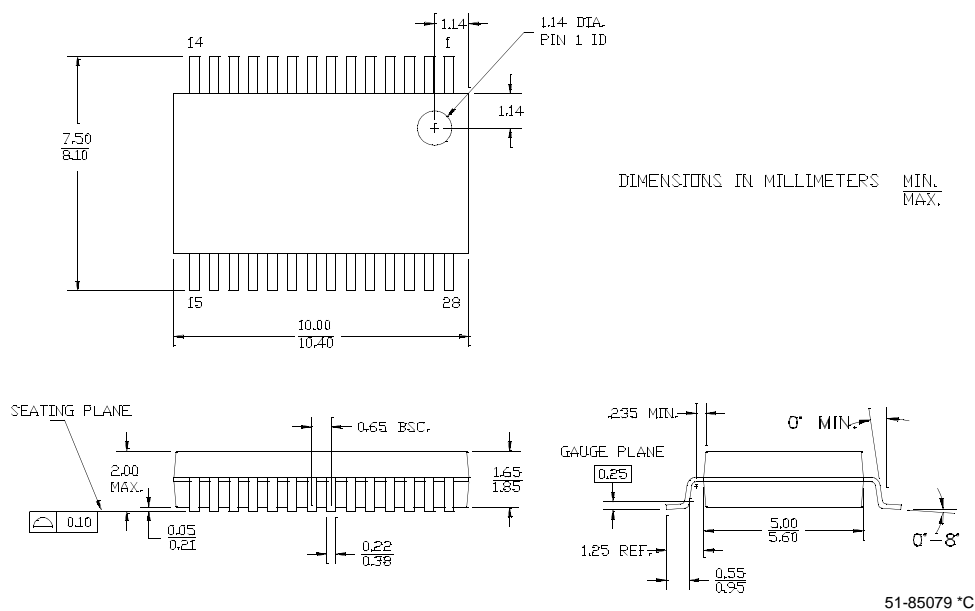 14
1
1.14
1.14 DIA.
PIN 1 ID
1.14
7.50
8.10
DIMENSIONS IN MILLIMETERS
MIN.
MAX.
15
28
10.00
10.40
SEATING PLANE
0.65 BSC.
.235 MIN.
0° MIN.
GAUGE PLANE
0.25
2.00
MAX.
1.65
1.85
0.10
0.05
0.21
0.22
0.38
5.00
5.60
0°-8°
1.25 REF.
0.55
0.95
51-85079 *C